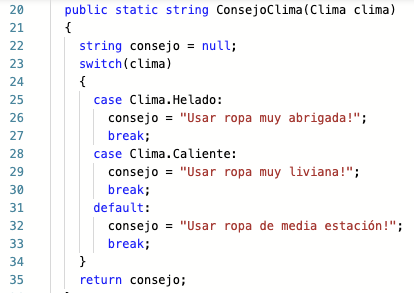 20 public static string ConsejoClima(Clima clima)
21 {
22 string consejo = null;
23 switch(clima)
24 {
25 case Clima.Helado:
26 consejo = "Usar ropa muy abrigada!";
27 break;
28 case Clima.Caliente:
29 consejo = "Usar ropa muy liviana!";
30 break;
31 default:
32 consejo = "Usar ropa de media estación!";
33 break;
34 }
35 return consejo;